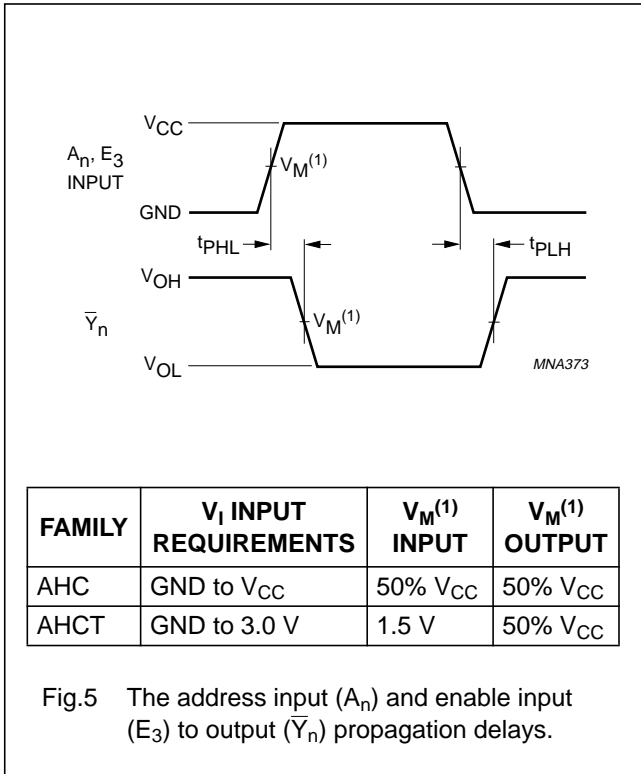 V_CC
A_n, E_3
INPUT
V_M^(1)
GND
t_PHL
t_PLH
V_OH
Y̅_n
V_M^(1)
V_OL
MNA373
FAMILY V_I INPUT REQUIREMENTS V_M^(1) INPUT V_M^(1) OUTPUT
AHC GND to V_CC 50% V_CC 50% V_CC
AHCT GND to 3.0 V 1.5 V 50% V_CC
Fig.5 The address input (A_n) and enable input
(E_3) to output (Y̅_n) propagation delays.